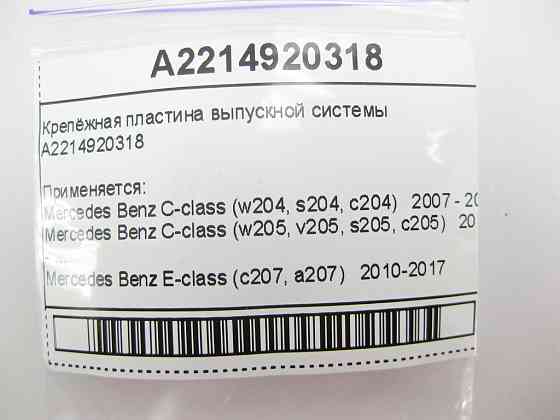 A2214920318
Крепёжная пластина выпускной системы
A2214920318
Применяется:
Mercedes Benz C-class (w204, s204, c204) 2007 - 20
Mercedes Benz C-class (w205, v205, s205, c205) 20
Mercedes Benz E-class (c207, a207) 2010-2017